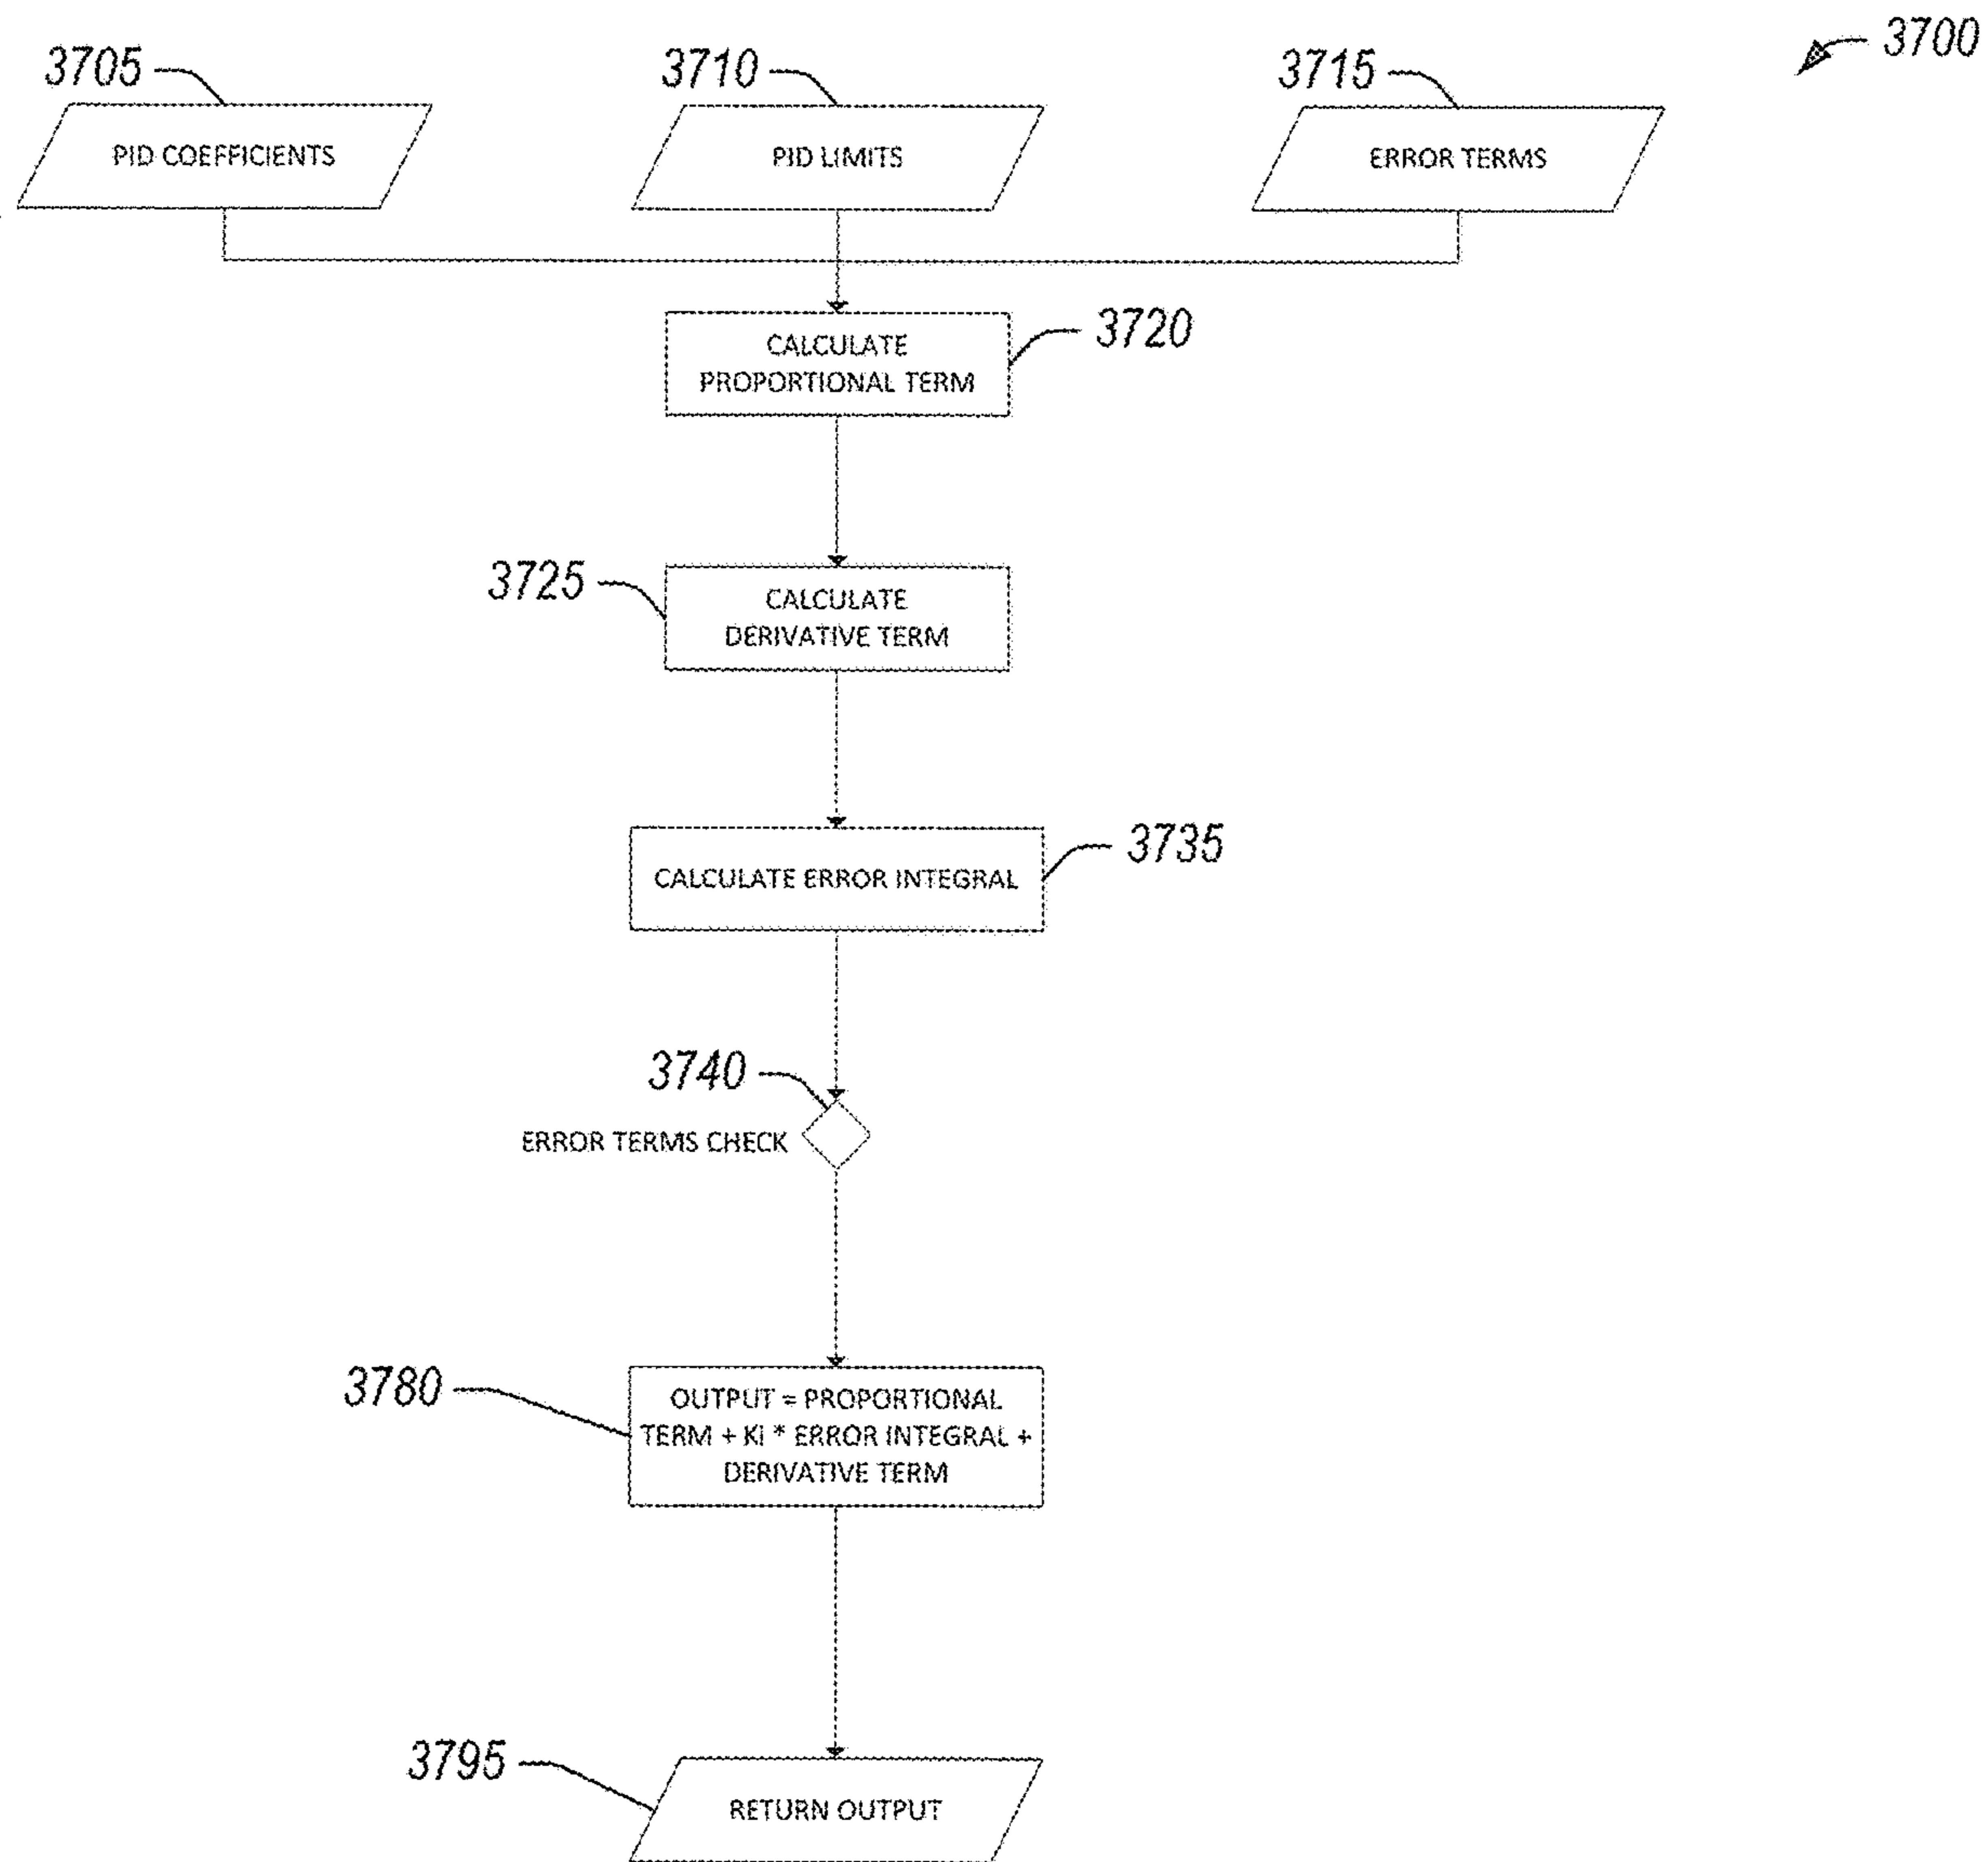 3700
3705
3710
3715
PID COEFFICIENTS
PID LIMITS
ERROR TERMS
3720
CALCULATE
PROPORTIONAL TERM
3725
CALCULATE
DERIVATIVE TERM
3735
CALCULATE ERROR INTEGRAL
3740
ERROR TERMS CHECK
3780
OUTPUT = PROPORTIONAL
TERM + KI * ERROR INTEGRAL +
DERIVATIVE TERM
3795
RETURN OUTPUT